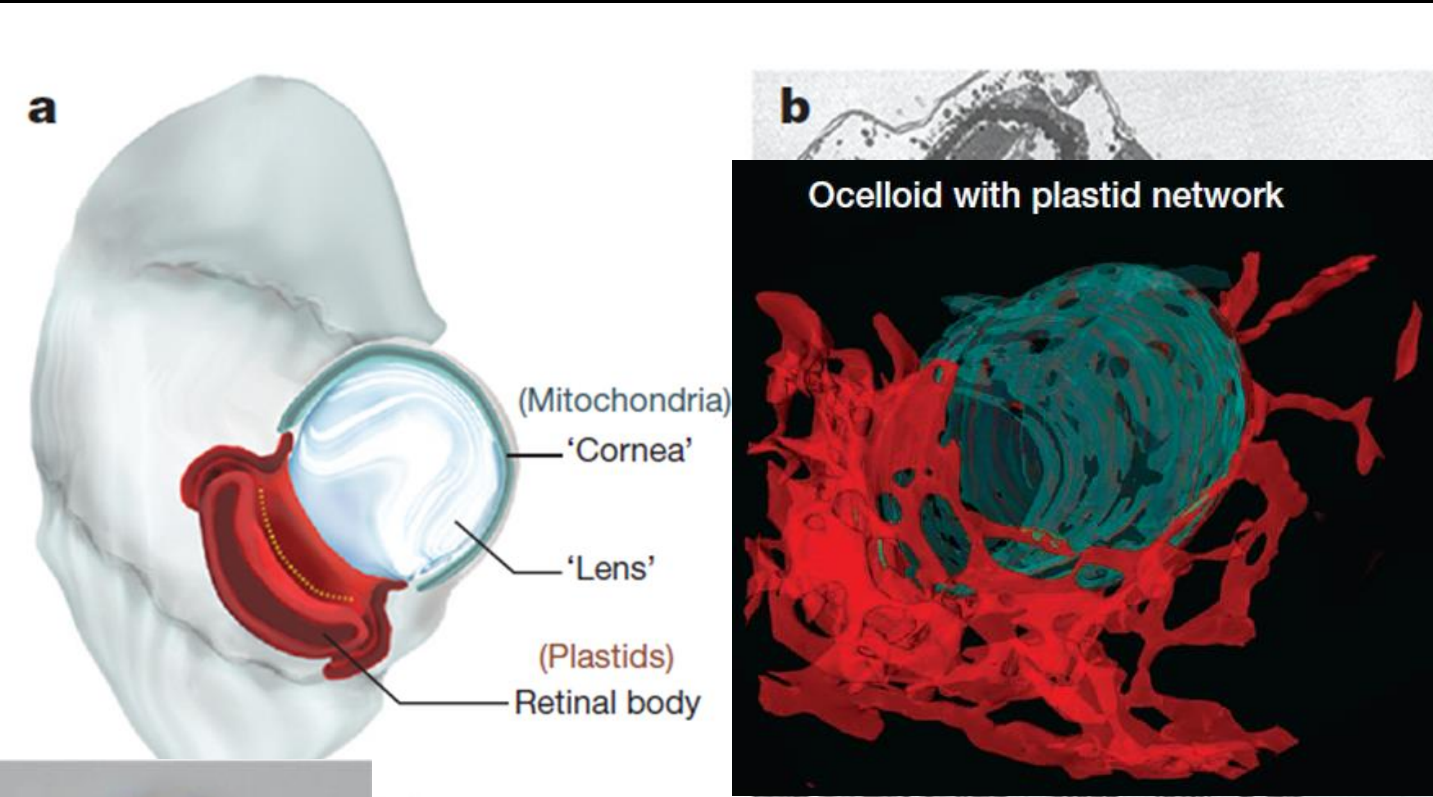 a
b
Ocelloid with plastid network
(Mitochondria)
‘Cornea’
‘Lens’
(Plastids)
Retinal body